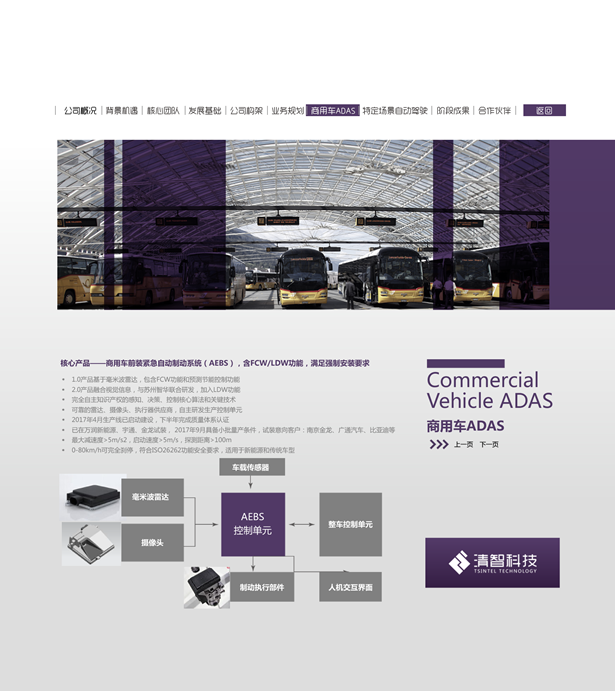 公司概况 背景机遇 核心团队 发展基础 公司构架 业务规划 商用车ADAS 特定场景自动驾驶 阶段成果 合作伙伴 返回
核心产品——商用车前装紧急自动制动系统（AEBS），含FCW/LDW功能，满足强制安装要求
• 1.0产品基于毫米波雷达，包含FCW功能和预测节能控制功能
• 2.0产品融合视觉信息，与苏州智华联合研发，加入LDW功能
• 完全自主知识产权的感知、决策、控制核心算法和关键技术
• 可靠的雷达、摄像头、执行器供应商，自主研发生产控制单元
• 2017年4月生产线已启动建设，下半年完成质量体系认证
• 已在万润新能源、宇通、金龙试装， 2017年9月具备小批量产条件，试装意向客户：南京金龙、广通汽车、比亚迪等
• 最大减速度>5m/s2，启动速度>5m/s，探测距离>100m
• 0-80km/h可完全刹停，符合ISO26262功能安全要求，适用于新能源和传统车型
Commercial
Vehicle ADAS
商用车ADAS
上一页 下一页
车载传感器
毫米波雷达
摄像头
AEBS
控制单元
整车控制单元
制动执行部件
人机交互界面
清智科技
TSINTEL TECHNOLOGY